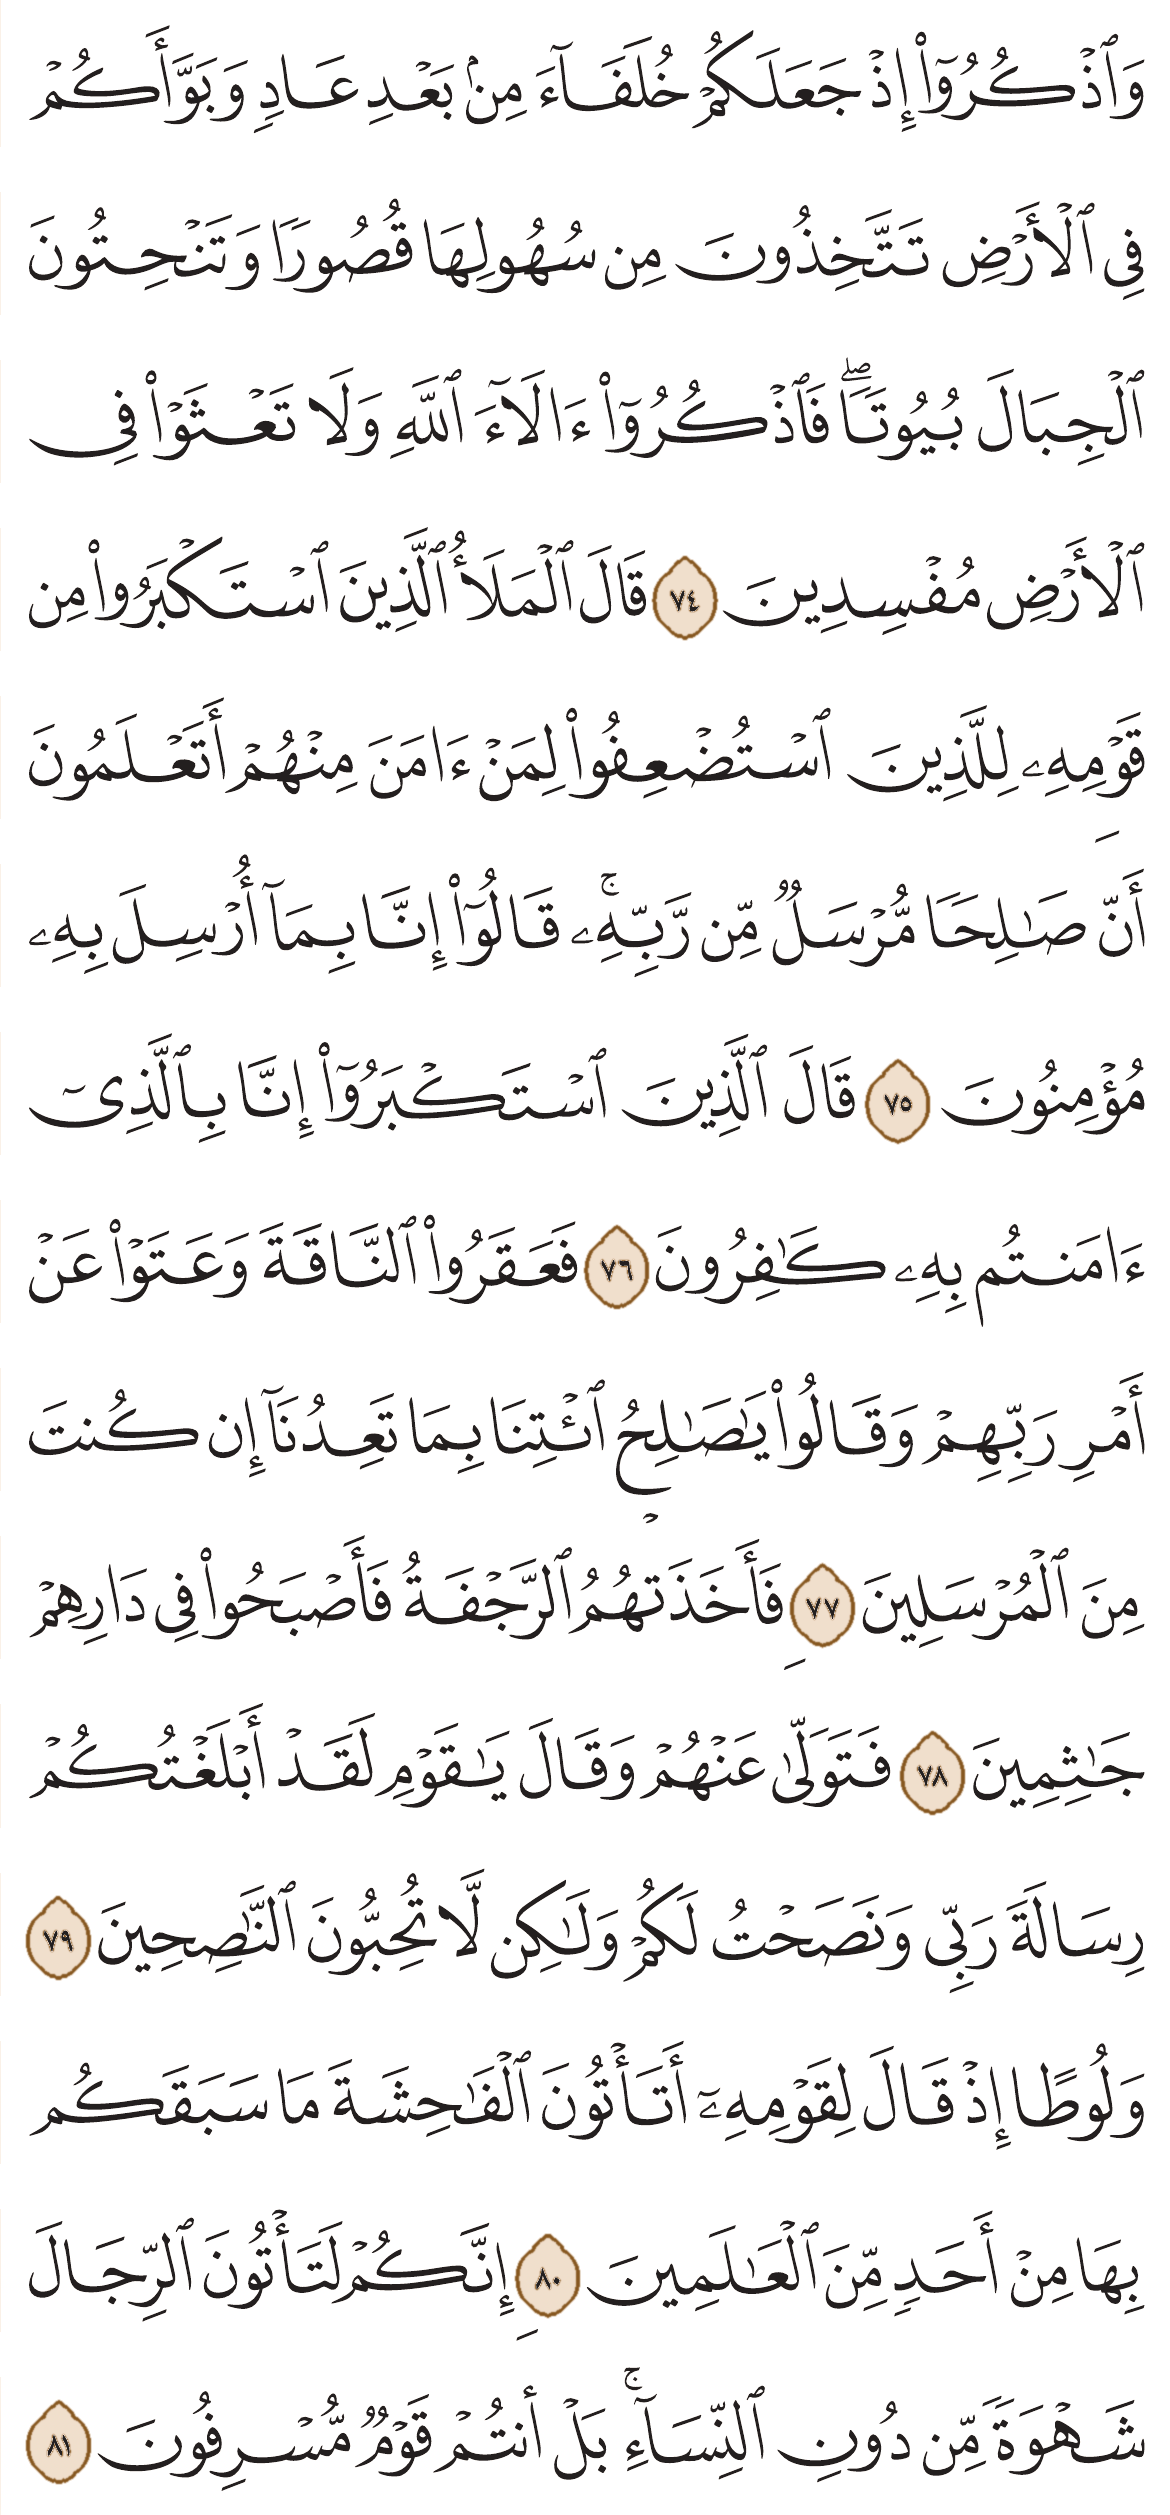 وَٱذۡكُرُوٓاْ إِذۡ جَعَلَكُمۡ خُلَفَآءَ مِنۢ بَعۡدِ عَادٖ وَبَوَّأَكُمۡ
فِي ٱلۡأَرۡضِ تَتَّخِذُونَ مِن سُهُولِهَا قُصُورٗا وَتَنۡحِتُونَ
ٱلۡجِبَالَ بُيُوتٗاۖ فَٱذۡكُرُوٓاْ ءَالَآءَ ٱللَّهِ وَلَا تَعۡثَوۡاْ فِي
ٱلۡأَرۡضِ مُفۡسِدِينَ ٧٤ قَالَ ٱلۡمَلَأُ ٱلَّذِينَ ٱسۡتَكۡبَرُواْ مِن
قَوۡمِهِۦ لِلَّذِينَ ٱسۡتُضۡعِفُواْ لِمَنۡ ءَامَنَ مِنۡهُمۡ أَتَعۡلَمُونَ
أَنَّ صَٰلِحٗا مُّرۡسَلٞ مِّن رَّبِّهِۦۚ قَالُوٓاْ إِنَّا بِمَآ أُرۡسِلَ بِهِۦ
مُؤۡمِنُونَ ٧٥ قَالَ ٱلَّذِينَ ٱسۡتَكۡبَرُوٓاْ إِنَّا بِٱلَّذِيٓ
ءَامَنتُم بِهِۦ كَٰفِرُونَ ٧٦ فَعَقَرُواْ ٱلنَّاقَةَ وَعَتَوۡاْ عَنۡ
أَمۡرِ رَبِّهِمۡ وَقَالُواْ يَٰصَٰلِحُ ٱئۡتِنَا بِمَا تَعِدُنَآ إِن كُنتَ
مِنَ ٱلۡمُرۡسَلِينَ ٧٧ فَأَخَذَتۡهُمُ ٱلرَّجۡفَةُ فَأَصۡبَحُواْ فِي دَارِهِمۡ
جَٰثِمِينَ ٧٨ فَتَوَلَّىٰ عَنۡهُمۡ وَقَالَ يَٰقَوۡمِ لَقَدۡ أَبۡلَغۡتُكُمۡ
رِسَالَةَ رَبِّي وَنَصَحۡتُ لَكُمۡ وَلَٰكِن لَّا تُحِبُّونَ ٱلنَّٰصِحِينَ ٧٩
وَلُوطًا إِذۡ قَالَ لِقَوۡمِهِۦٓ أَتَأۡتُونَ ٱلۡفَٰحِشَةَ مَا سَبَقَكُم
بِهَا مِنۡ أَحَدٖ مِّنَ ٱلۡعَٰلَمِينَ ٨٠ إِنَّكُمۡ لَتَأۡتُونَ ٱلرِّجَالَ
شَهۡوَةٗ مِّن دُونِ ٱلنِّسَآءِۚ بَلۡ أَنتُمۡ قَوۡمٞ مُّسۡرِفُونَ ٨١